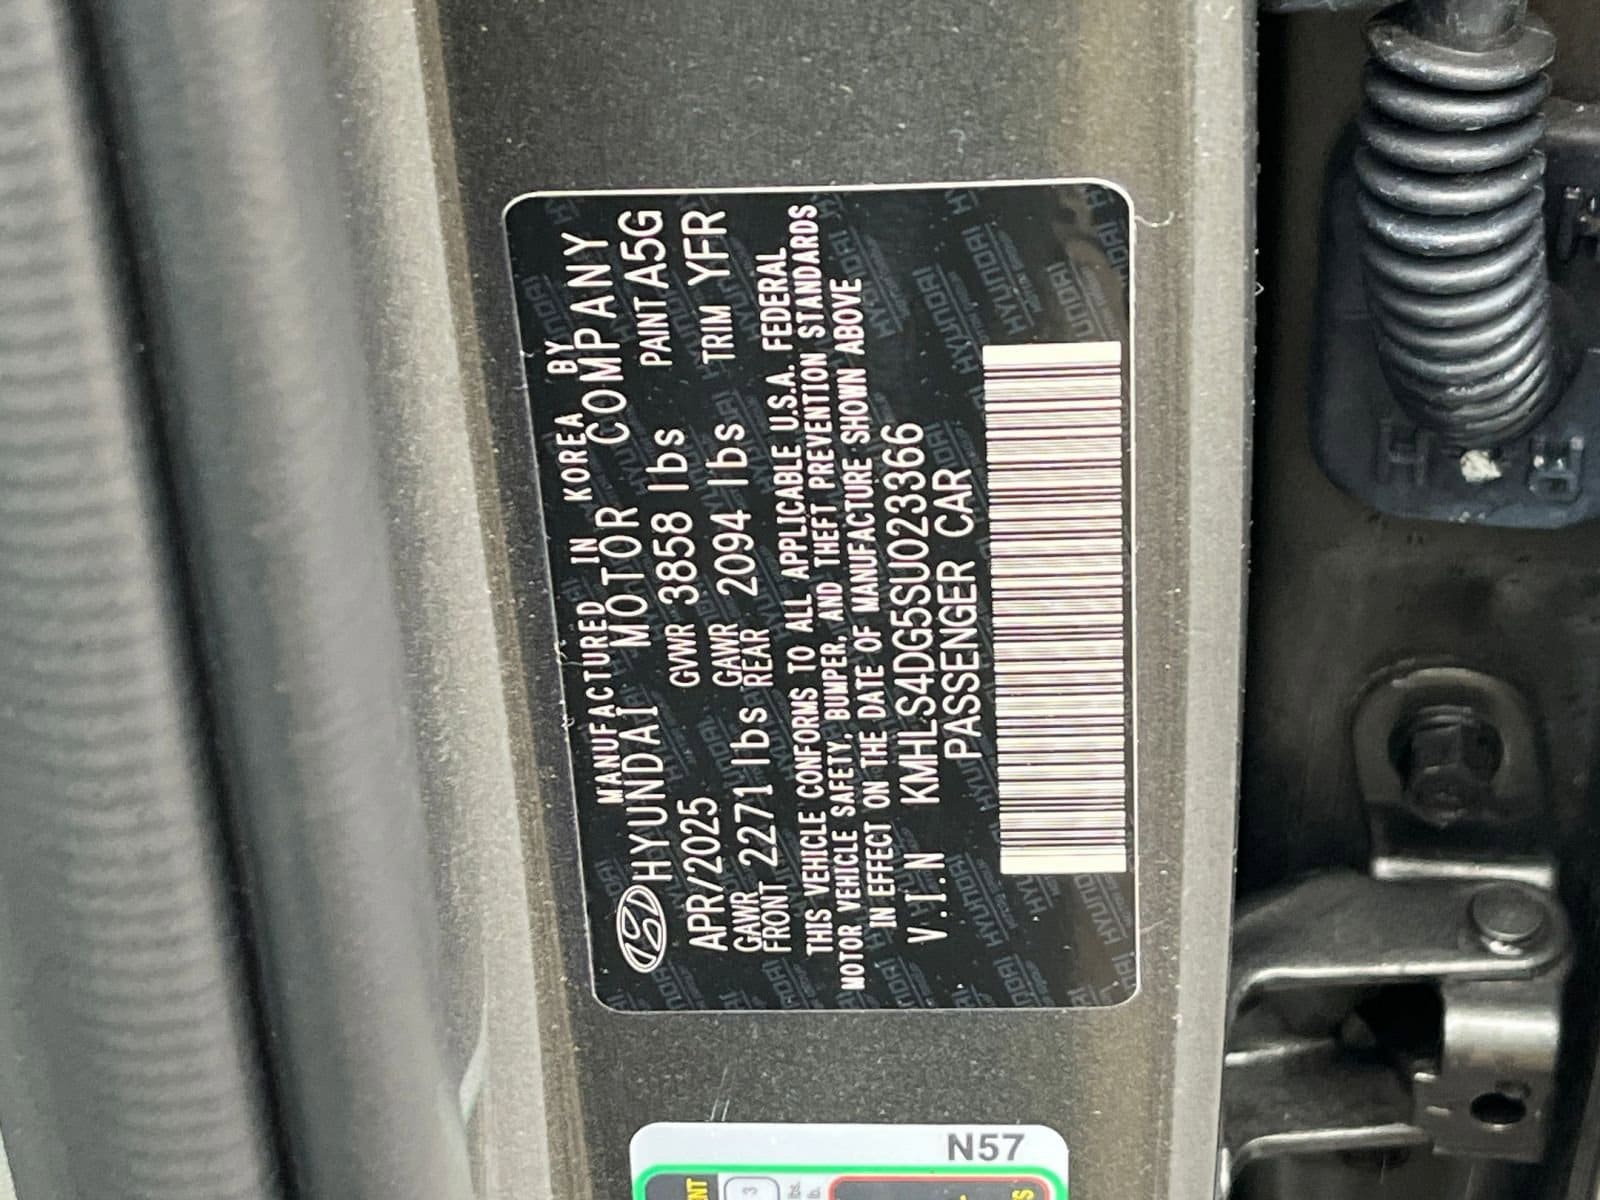 MANUFACTURED IN KOREA BY
HYUNDAI MOTOR COMPANY
APR/2025 GVWR 3858 lbs PAINT A5G
GAWR FRONT 2271 lbs GAWR REAR 2094 lbs TRIM YFR
THIS VEHICLE CONFORMS TO ALL APPLICABLE U.S.A. FEDERAL
MOTOR VEHICLE SAFETY, BUMPER, AND THEFT PREVENTION STANDARDS
IN EFFECT ON THE DATE OF MANUFACTURE SHOWN ABOVE
V.I.N KMHLS4DG5SU023366
PASSENGER CAR
N57